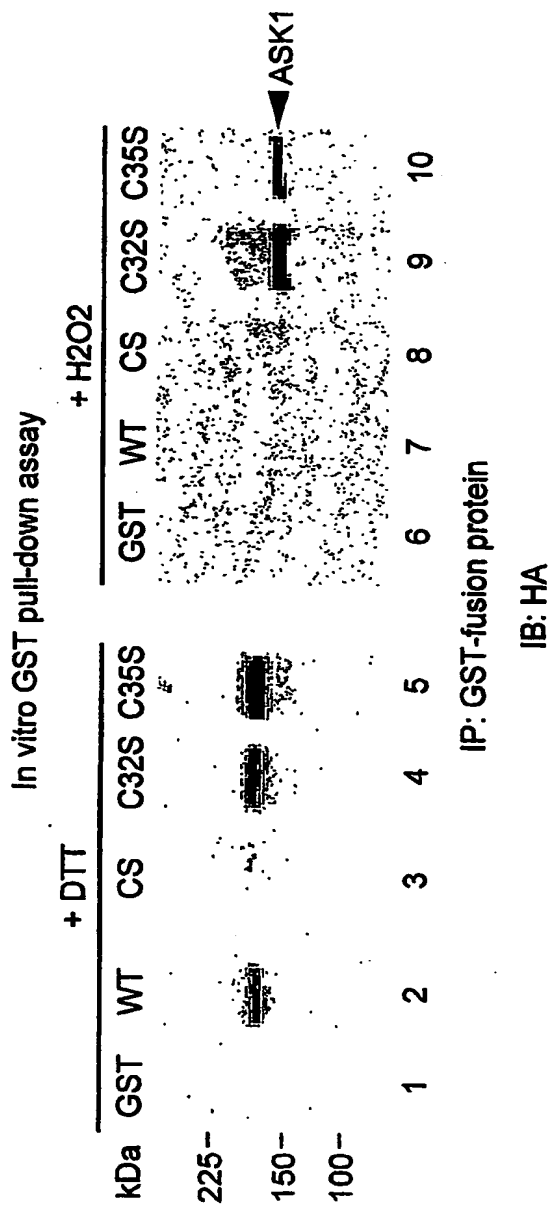 In vitro GST pull-down assay
+ DTT + H2O2
kDa GST WT CS C32S C35S GST WT CS C32S C35S
225–
150– ASK1
100–
1 2 3 4 5 6 7 8 9 10
IP: GST-fusion protein
IB: HA